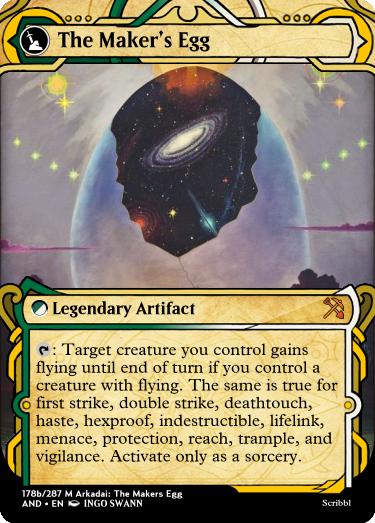 The Maker's Egg
Legendary Artifact
: Target creature you control gains
flying until end of turn if you control a
creature with flying. The same is true for
first strike, double strike, deathtouch,
haste, hexproof, indestructible, lifelink,
menace, protection, reach, trample, and
vigilance. Activate only as a sorcery.
178b/287 M Arkadai: The Makers Egg
AND • EN INGO SWANN
Scribbl